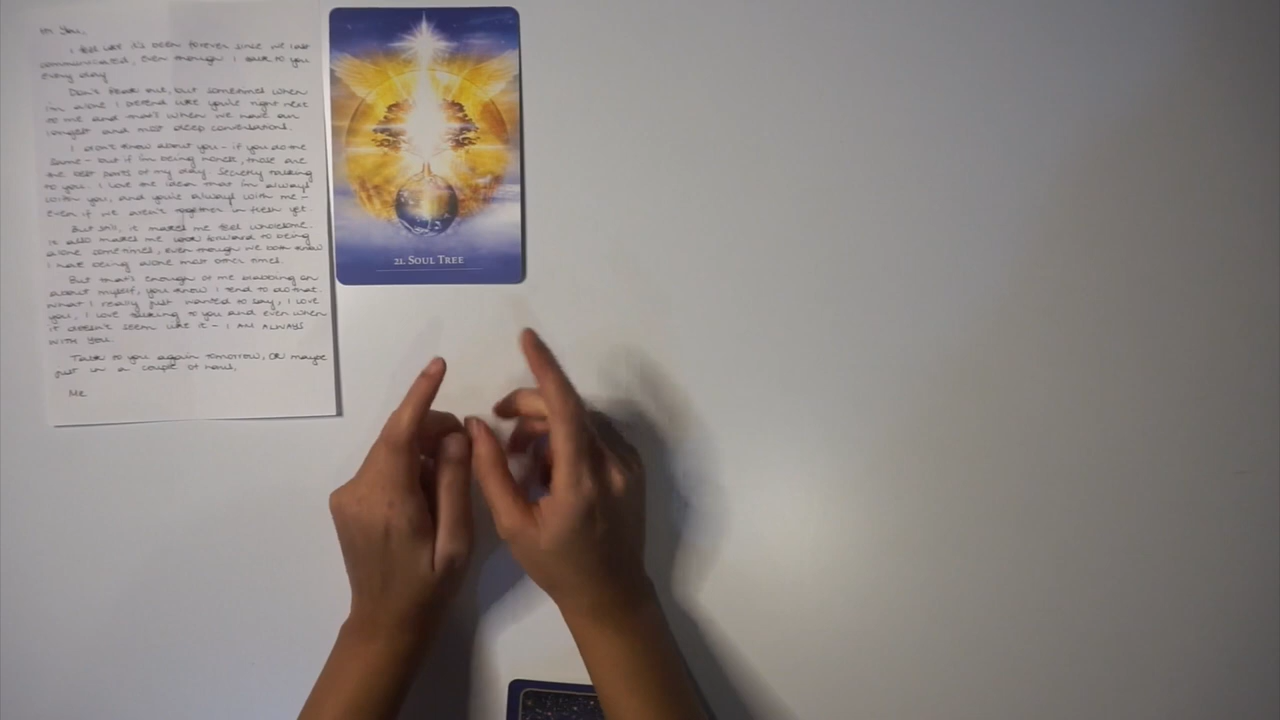 Hi You,
I feel like it's been forever since we last
communicated, even though I talk to you
every day
Don't freak out, but sometimes when
I'm alone I pretend like you're right next
to me and that's when we have our
longest and most deep conversations.
I don't know about you - if you do the
same - but if I'm being honest, those are
the best parts of my day. Secretly talking
to you. I love the idea that I'm always
with you, and you're always with me -
even if we aren't together in flesh yet.
But still, it makes me feel wholesome.
It also makes me look forward to being
alone sometimes, even though we both know
I hate being alone most other times.
But that's enough of me blabbing on
about myself, you know I tend to do that.
What I really just wanted to say, I love
you, I love talking to you and even when
it doesn't seem like it - I AM ALWAYS
WITH YOU.
Talk to you again tomorrow, OR maybe
just in a couple of hours,
Me
21. SOUL TREE